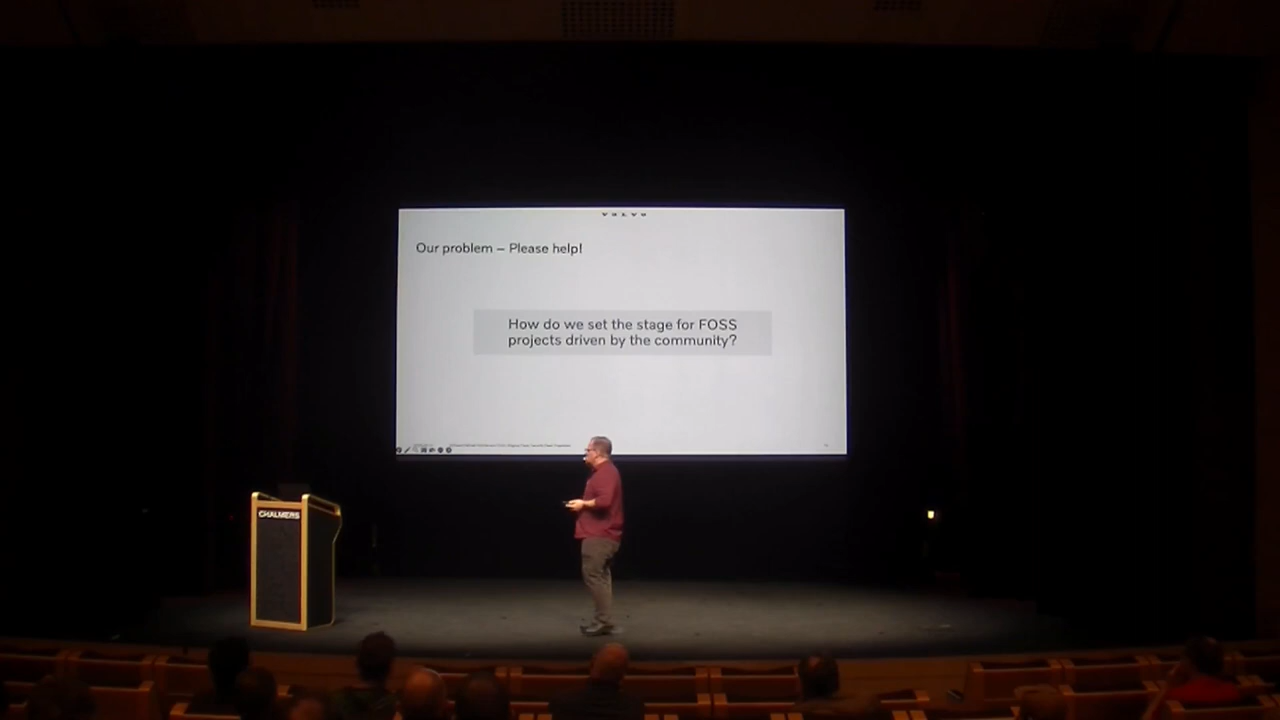 VOLVO
Our problem – Please help!
How do we set the stage for FOSS
projects driven by the community?
CHALMERS